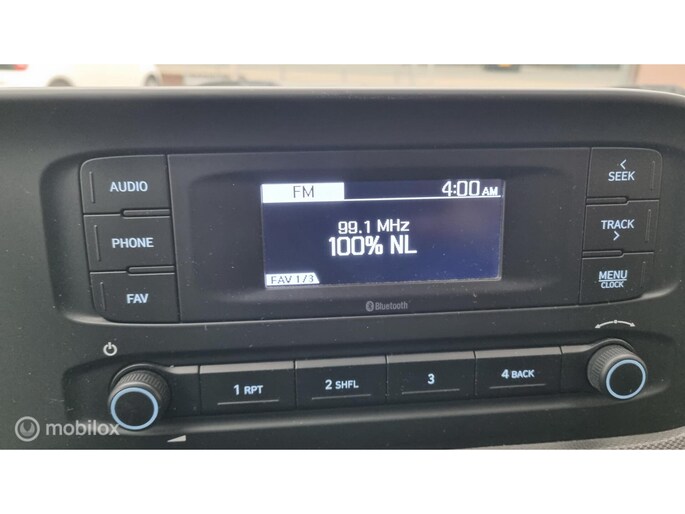 AUDIO
PHONE
FAV
FM
4:00 AM
99.1 MHz
100% NL
FAV 1/3
Bluetooth
< SEEK
TRACK >
MENU
CLOCK
1 RPT
2 SHFL
3
4 BACK
mobilox